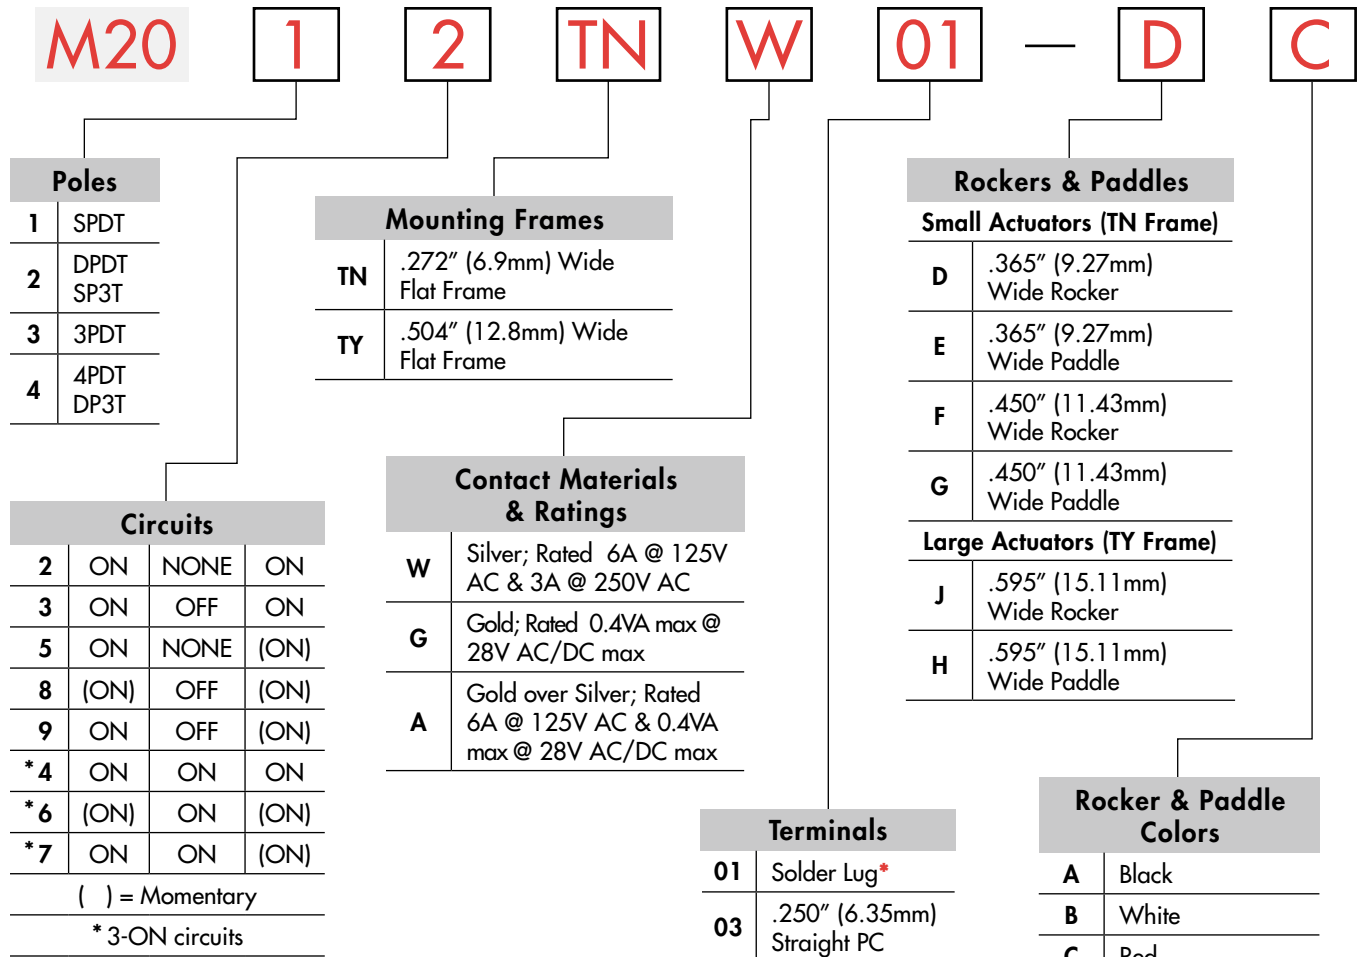 M20 1 2 TN W 01 — D C
Poles
1 SPDT
2 DPDT
SP3T
3 3PDT
4 4PDT
DP3T
Mounting Frames
TN .272" (6.9mm) Wide
Flat Frame
TY .504" (12.8mm) Wide
Flat Frame
Rockers & Paddles
Small Actuators (TN Frame)
D .365" (9.27mm)
Wide Rocker
E .365" (9.27mm)
Wide Paddle
F .450" (11.43mm)
Wide Rocker
G .450" (11.43mm)
Wide Paddle
Large Actuators (TY Frame)
J .595" (15.11mm)
Wide Rocker
H .595" (15.11mm)
Wide Paddle
Circuits
2 ON NONE ON
3 ON OFF ON
5 ON NONE (ON)
8 (ON) OFF (ON)
9 ON OFF (ON)
*4 ON ON ON
*6 (ON) ON (ON)
*7 ON ON (ON)
( ) = Momentary
* 3-ON circuits
Contact Materials
& Ratings
W Silver; Rated 6A @ 125V
AC & 3A @ 250V AC
G Gold; Rated 0.4VA max @
28V AC/DC max
A Gold over Silver; Rated
6A @ 125V AC & 0.4VA
max @ 28V AC/DC max
Terminals
01 Solder Lug*
03 .250" (6.35mm)
Straight PC
Rocker & Paddle
Colors
A Black
B White
C Red